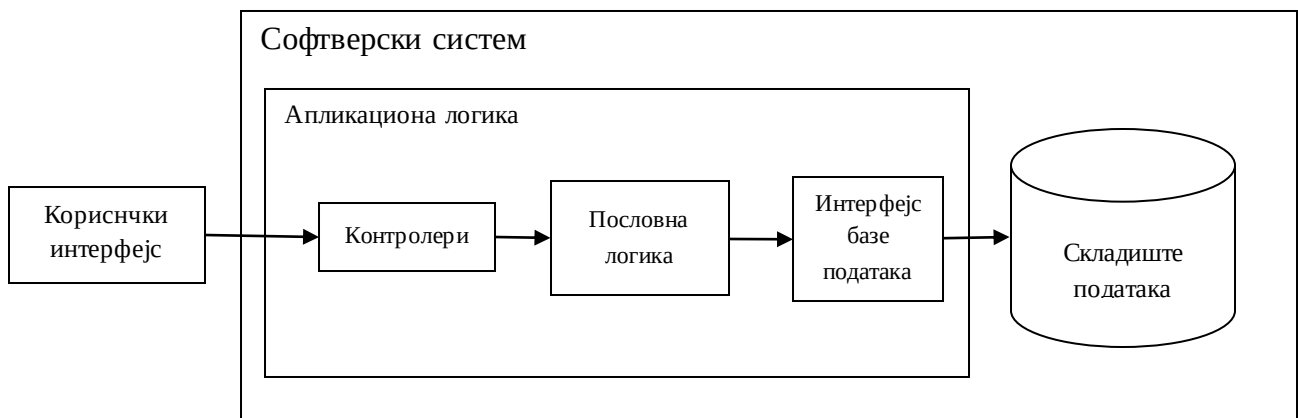 Софтверски систем
Апликациона логика
Кориснчки
интерфејс
Контролери
Пословна
логика
Интерфејс
базе
података
Складиште
података